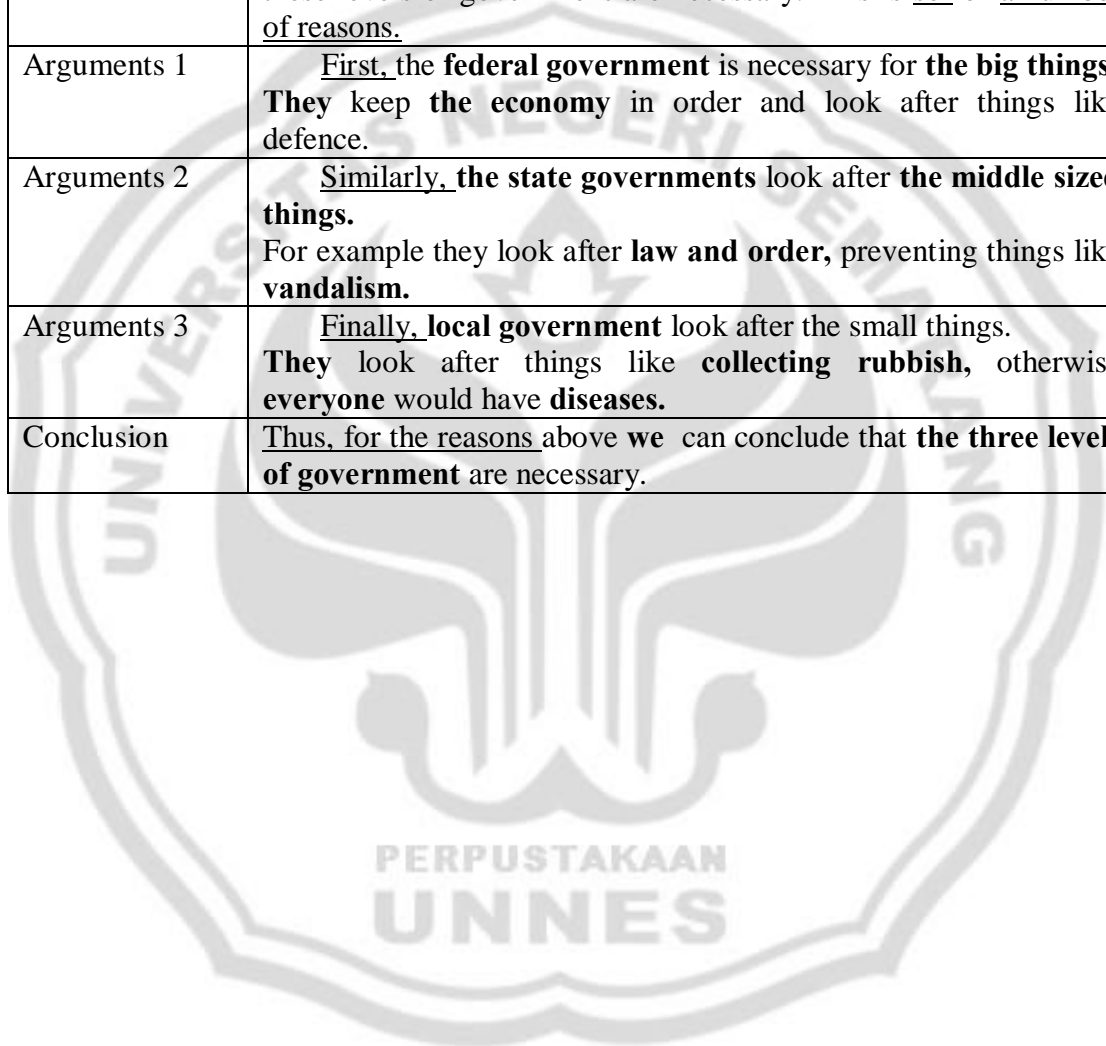 of reasons.
Arguments 1
First, the federal government is necessary for the big things
They keep the economy in order and look after things lik
defence.
Arguments 2
Similarly, the state governments look after the middle size
things.
For example they look after law and order, preventing things lik
vandalism.
Arguments 3
Finally, local government look after the small things.
They look after things like collecting rubbish, otherwis
everyone would have diseases.
Conclusion
Thus, for the reasons above we can conclude that the three level
of government are necessary.
UNIVERSITAS NEGERI SEMARANG
PERPUSTAKAAN
UNNES